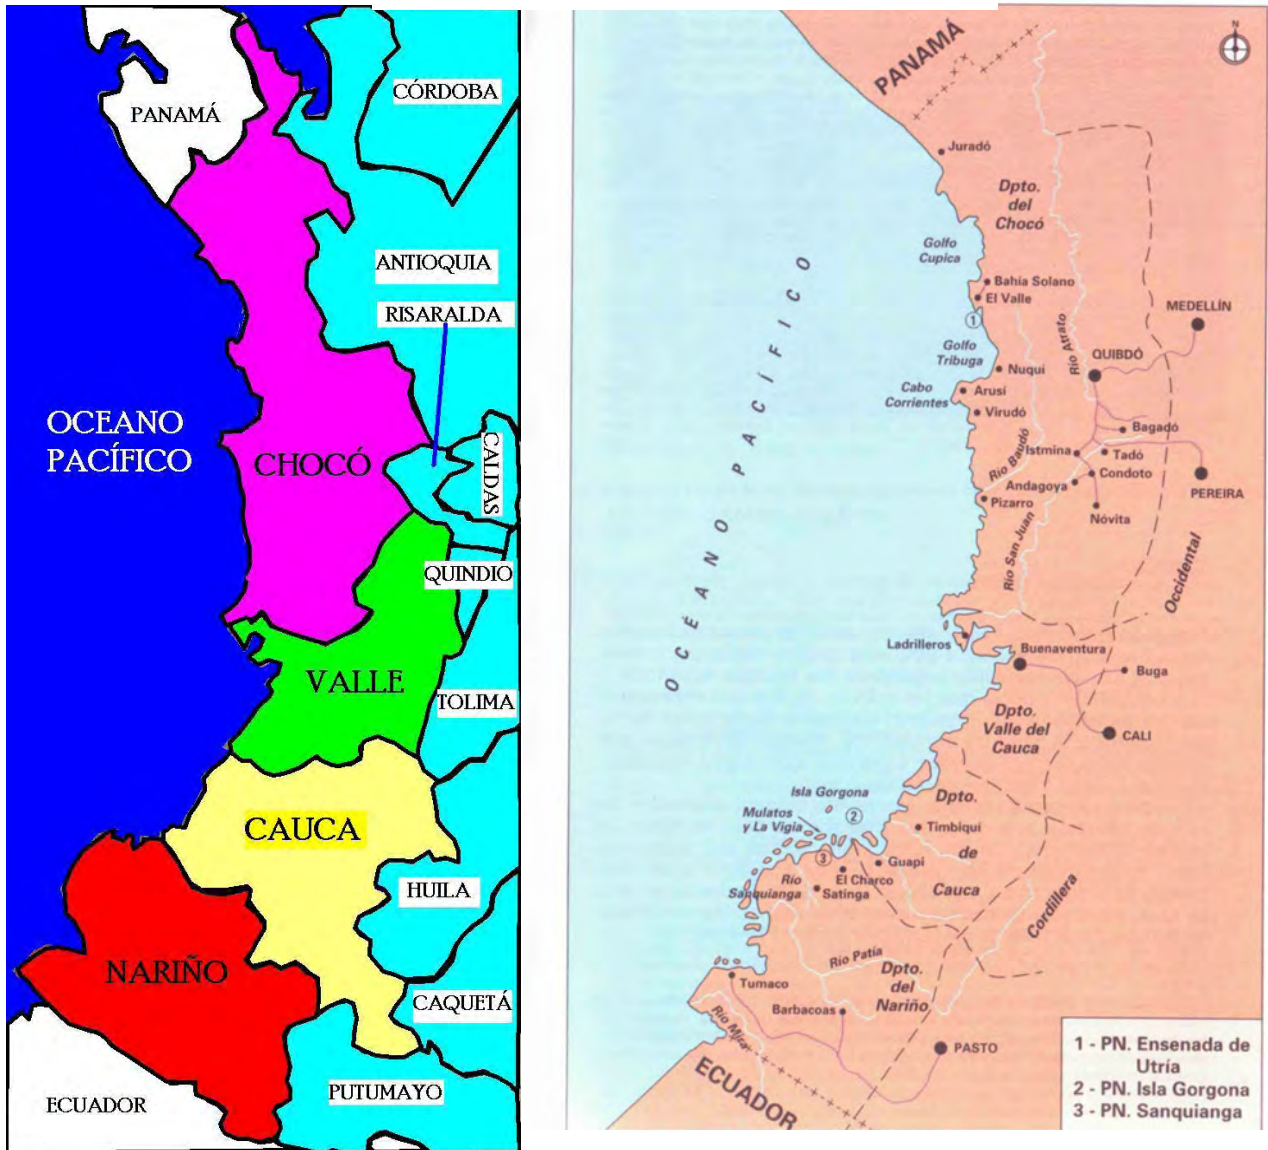 PANAMÁ
CÓRDOBA
ANTIOQUIA
RISARALDA
OCEANO
PACÍFICO
CHOCÓ
CALDAS
QUINDIO
VALLE
TOLIMA
CAUCA
HUILA
NARIÑO
CAQUETÁ
PUTUMAYO
ECUADOR
N
PANAMÁ
Juradó
Dpto.
del
Chocó
Golfo
Cupica
Bahía Solano
El Valle
1
MEDELLÍN
Golfo
Tribuga
Río Atrato
QUIBDÓ
Nuquí
Cabo
Corrientes
Arusí
Virudó
Bagadó
Río Baudó
Istmina
Tadó
Condoto
Andagoya
PEREIRA
Pizarro
Nóvita
OCÉANO PACÍFICO
Río San Juan
Occidental
Ladrilleros
Buenaventura
Buga
Dpto.
Valle del
Cauca
CALI
Isla Gorgona
2
Dpto.
Mulatos
y La Vigia
Timbiqui
de
3
Guapi
El Charco
Río
Sanquianga
Satinga
Cauca
Cordillera
Río Patía
Dpto.
del
Nariño
Tumaco
Barbacoas
Río Mira
PASTO
ECUADOR
1 - PN. Ensenada de
Utría
2 - PN. Isla Gorgona
3 - PN. Sanquianga